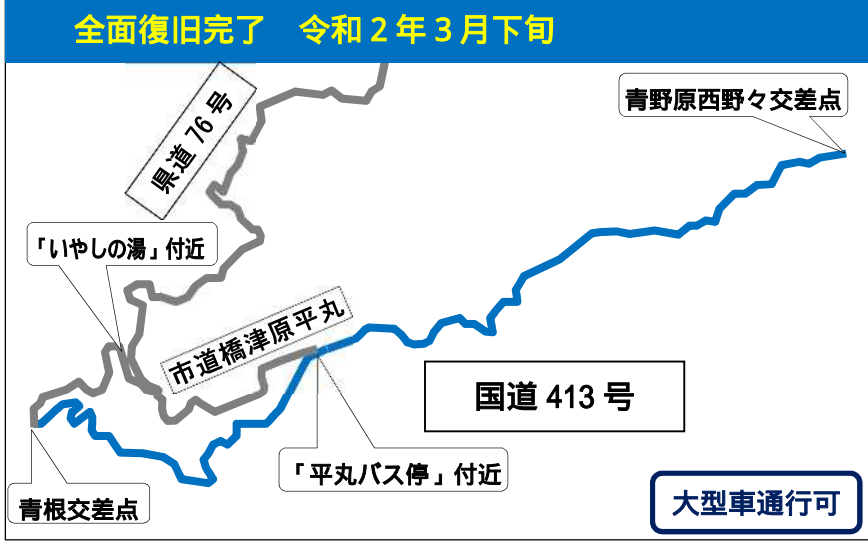 全面復旧完了　令和２年３月下旬
青野原西野々交差点
県道 76 号
「いやしの湯」付近
市道橋津原平丸
国道 413 号
「平丸バス停」付近
青根交差点
大型車通行可